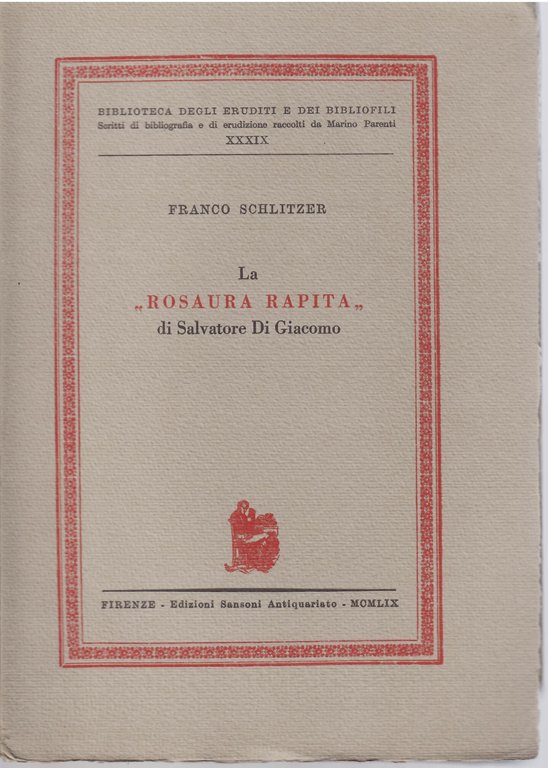 BIBLIOTECA DEGLI ERUDITI E DEI BIBLIOFILI
Scritti di bibliografia e di erudizione raccolti da Marino Parenti
XXXIX
FRANCO SCHLITZER
La
„ROSAURA RAPITA„
di Salvatore Di Giacomo
FIRENZE - Edizioni Sansoni Antiquariato - MCMLIX